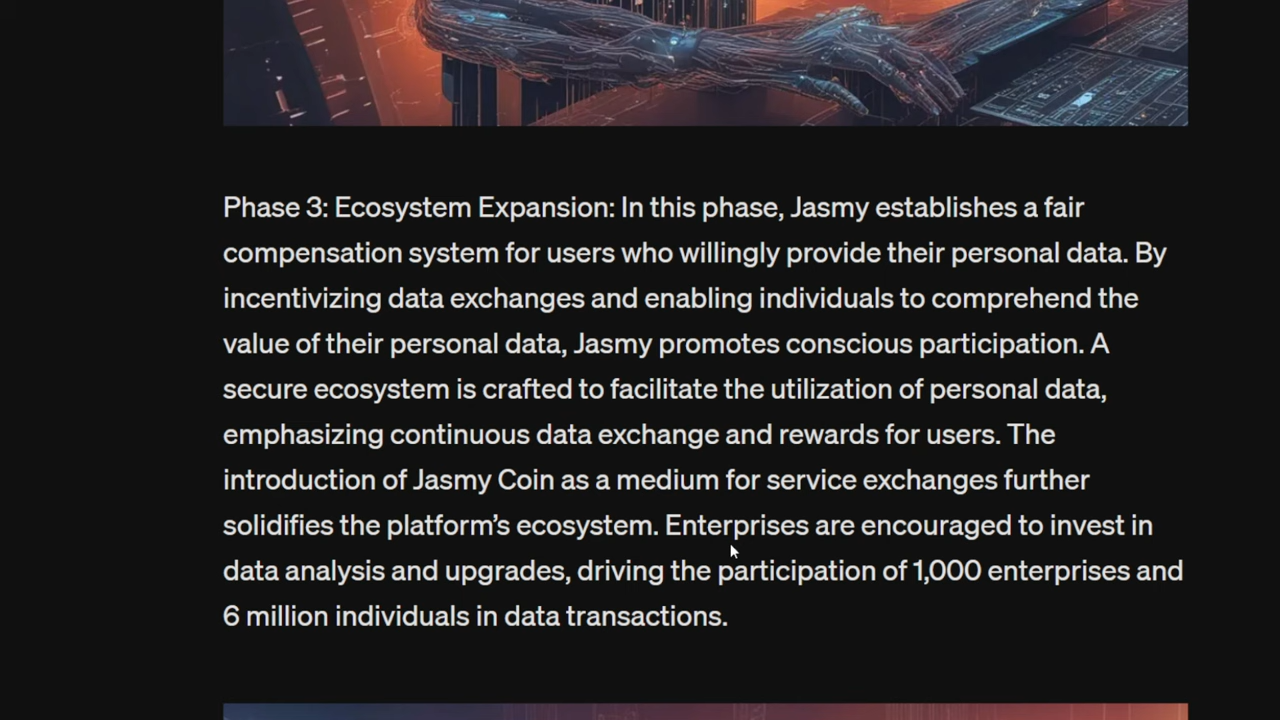 Phase 3: Ecosystem Expansion: In this phase, Jasmy establishes a fair
compensation system for users who willingly provide their personal data. By
incentivizing data exchanges and enabling individuals to comprehend the
value of their personal data, Jasmy promotes conscious participation. A
secure ecosystem is crafted to facilitate the utilization of personal data,
emphasizing continuous data exchange and rewards for users. The
introduction of Jasmy Coin as a medium for service exchanges further
solidifies the platform’s ecosystem. Enterprises are encouraged to invest in
data analysis and upgrades, driving the participation of 1,000 enterprises and
6 million individuals in data transactions.